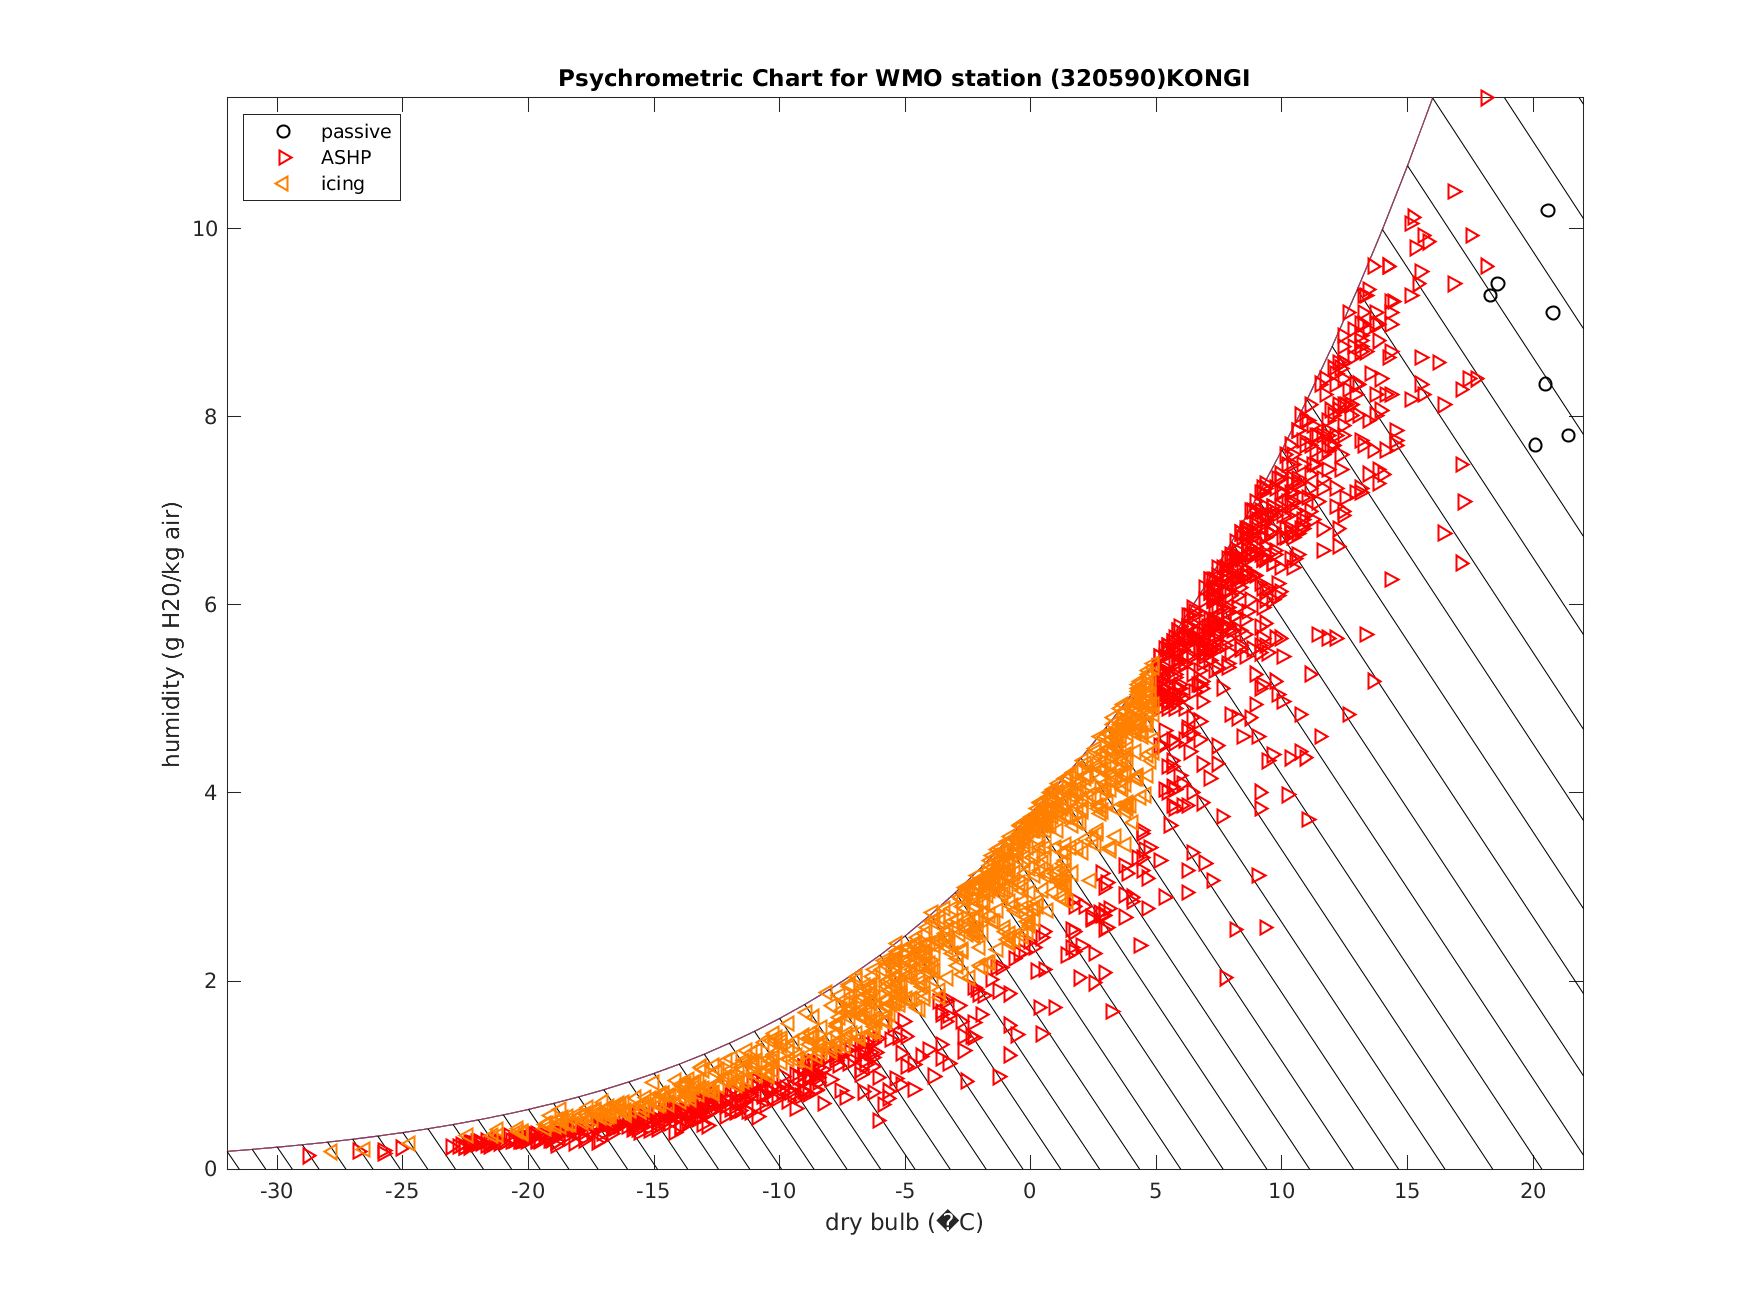 Psychrometric Chart for WMO station (320590)KONGI
passive
ASHP
icing
humidity (g H20/kg air)
10
8
6
4
2
0
-30 -25 -20 -15 -10 -5 0 5 10 15 20
dry bulb (�C)